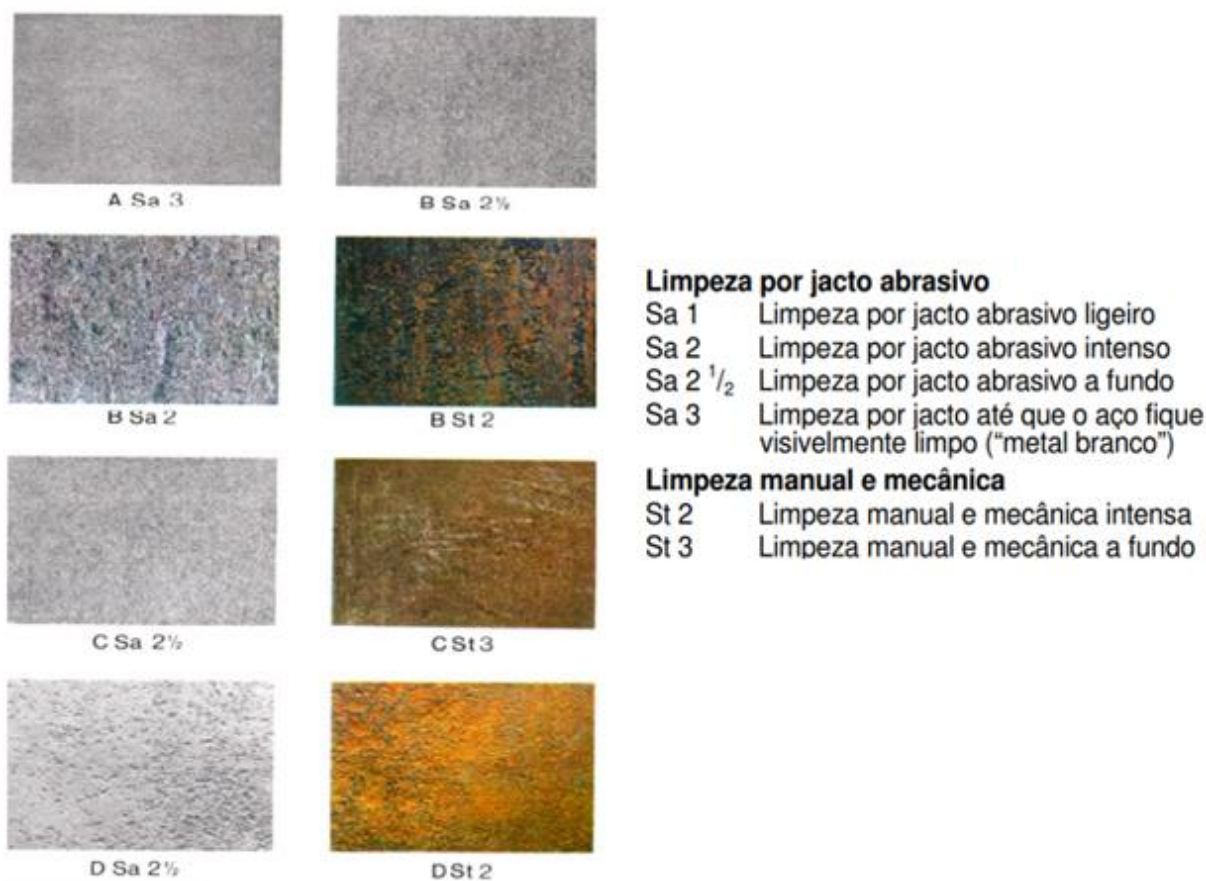 A Sa 3
B Sa 2½
B Sa 2
B St 2
C Sa 2½
C St 3
D Sa 2½
D St 2
Limpeza por jacto abrasivo
Sa 1 Limpeza por jacto abrasivo ligeiro
Sa 2 Limpeza por jacto abrasivo intenso
Sa 2 1/2 Limpeza por jacto abrasivo a fundo
Sa 3 Limpeza por jacto até que o aço fique
visivelmente limpo (“metal branco”)
Limpeza manual e mecânica
St 2 Limpeza manual e mecânica intensa
St 3 Limpeza manual e mecânica a fundo